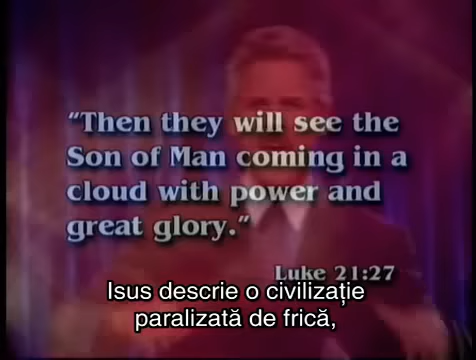 “Then they will see the
Son of Man coming in a
cloud with power and
great glory.”
Luke 21:27
Isus descrie o civilizație
paralizată de frică,